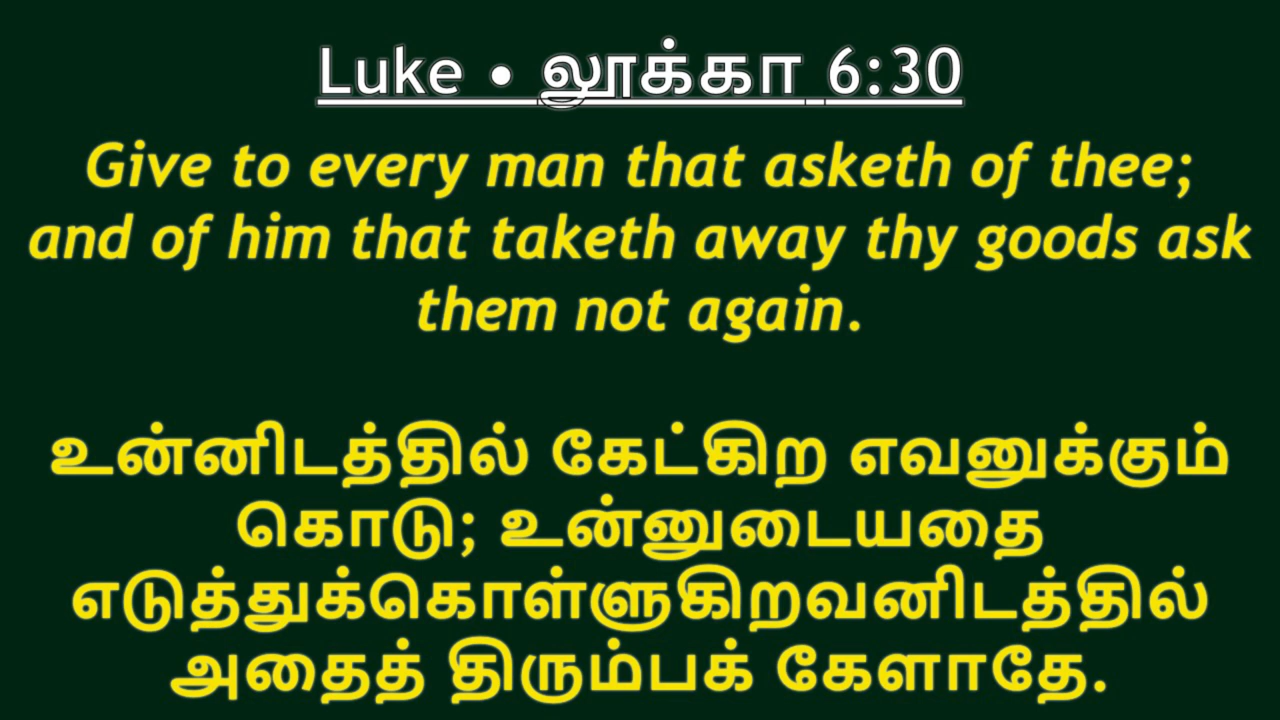 Luke • லூக்கா 6:30
Give to every man that asketh of thee;
and of him that taketh away thy goods ask
them not again.
உன்னிடத்தில் கேட்கிற எவனுக்கும்
கொடு; உன்னுடையதை
எடுத்துக்கொள்ளுகிறவனிடத்தில்
அதைத் திரும்பக் கேளாதே.